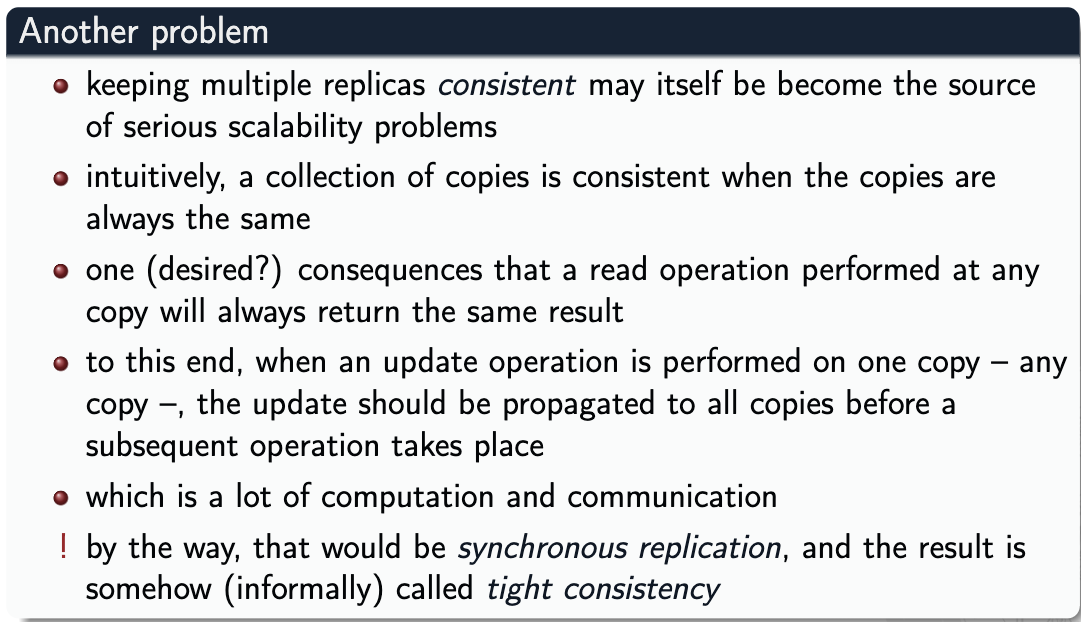 Another problem
keeping multiple replicas consistent may itself be become the source
of serious scalability problems
intuitively, a collection of copies is consistent when the copies are
always the same
one (desired?) consequences that a read operation performed at any
copy will always return the same result
to this end, when an update operation is performed on one copy – any
copy –, the update should be propagated to all copies before a
subsequent operation takes place
which is a lot of computation and communication
! by the way, that would be synchronous replication, and the result is
somehow (informally) called tight consistency